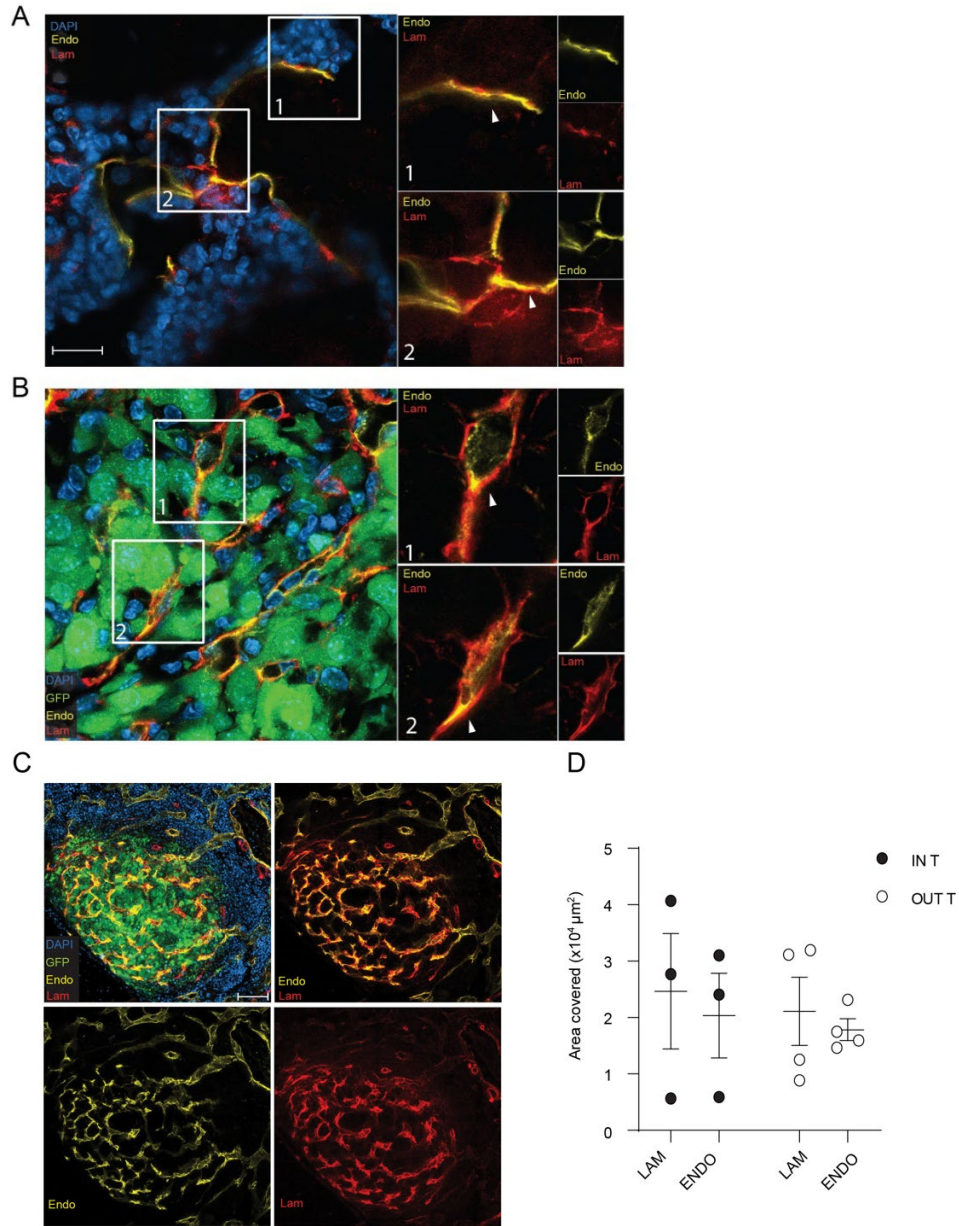 A
DAPI
Endo
Lam
1
2
Endo
Lam
1
Endo
Lam
Endo
Lam
2
Endo
Lam
B
1
2
DAPI
GFP
Endo
Lam
Endo
Lam
1
Endo
Lam
Endo
Lam
2
Endo
Lam
C
DAPI
GFP
Endo
Lam
Endo
Lam
Endo
Lam
D
5
4
3
2
1
0
Area covered (x10⁴ µm²)
LAM
ENDO
LAM
ENDO
IN T
OUT T